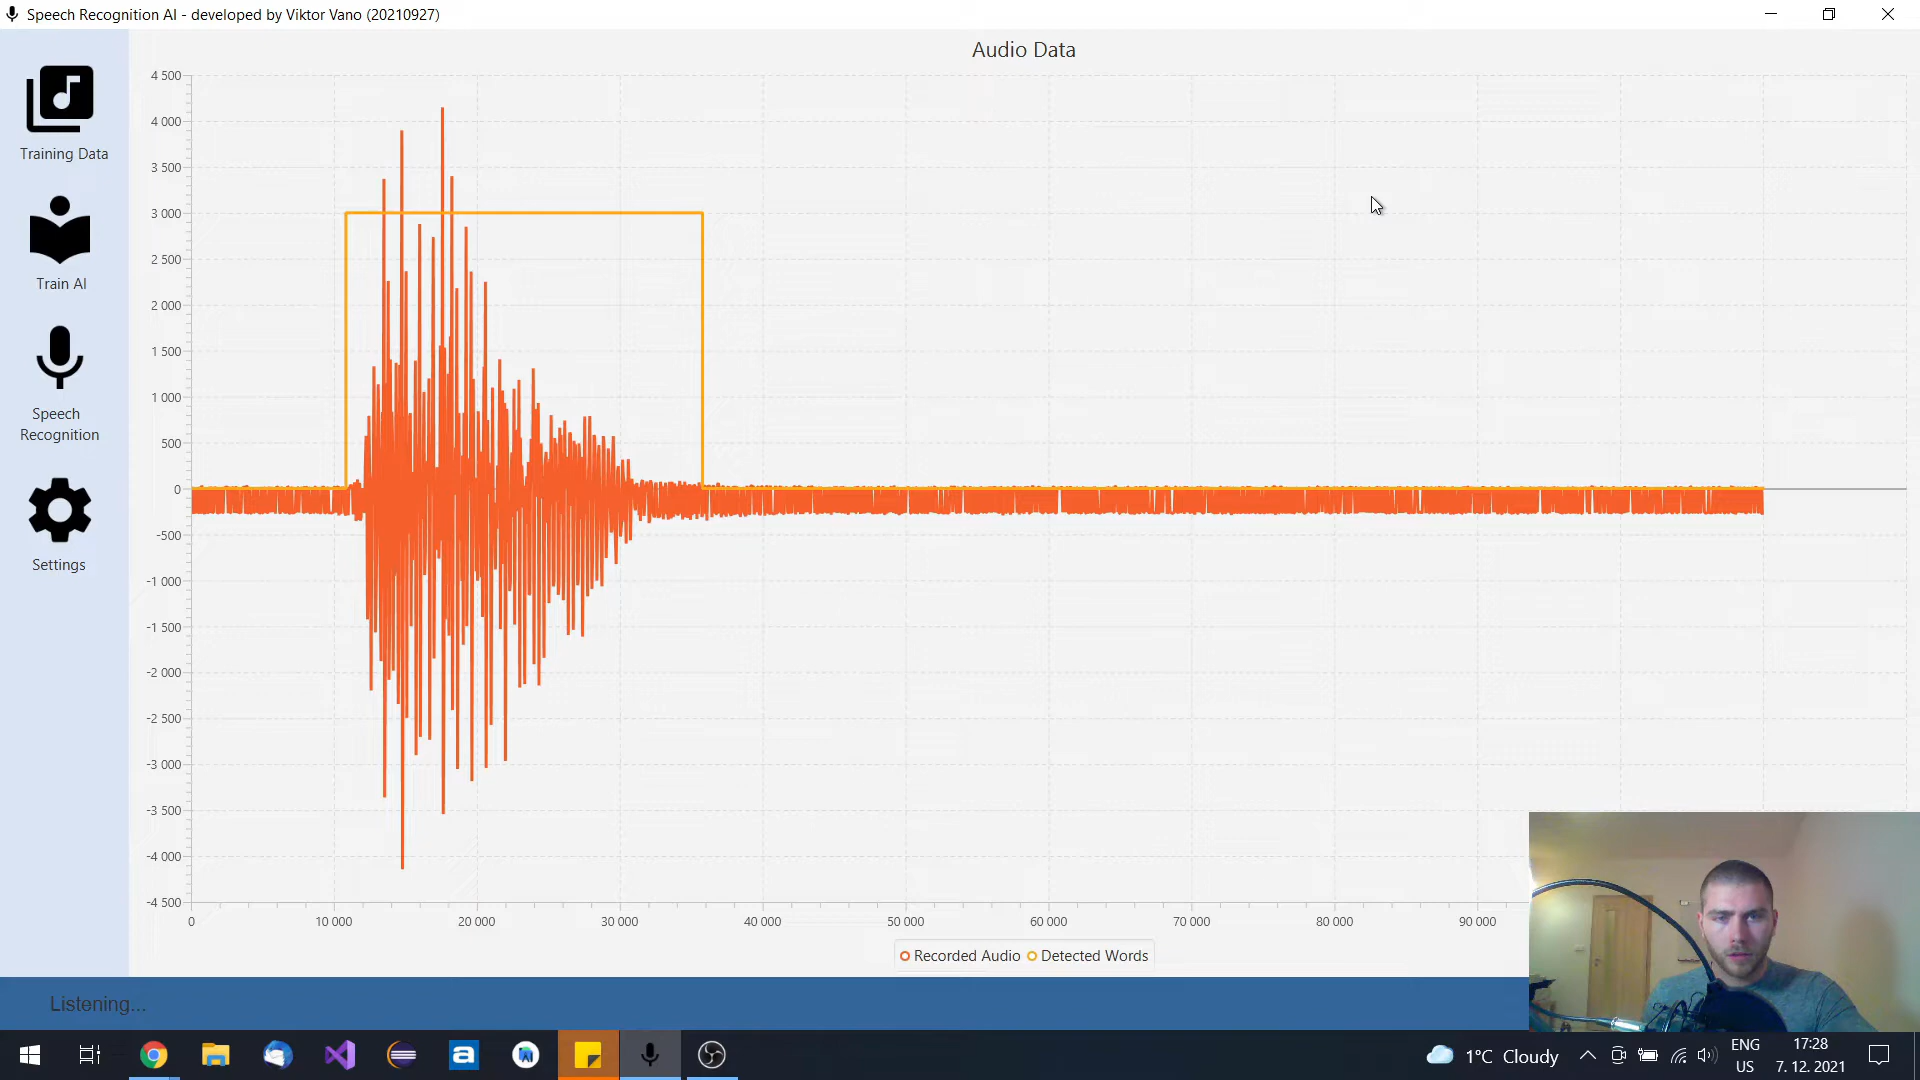 Speech Recognition AI - developed by Viktor Vano (20210927)
Training Data
Train AI
Speech
Recognition
Settings
Audio Data
4 500
4 000
3 500
3 000
2 500
2 000
1 500
1 000
500
0
-500
-1 000
-1 500
-2 000
-2 500
-3 000
-3 500
-4 000
-4 500
0 10 000 20 000 30 000 40 000 50 000 60 000 70 000 80 000 90 000
Recorded Audio Detected Words
Listening...
1°C Cloudy
ENG
US
17:28
7. 12. 2021